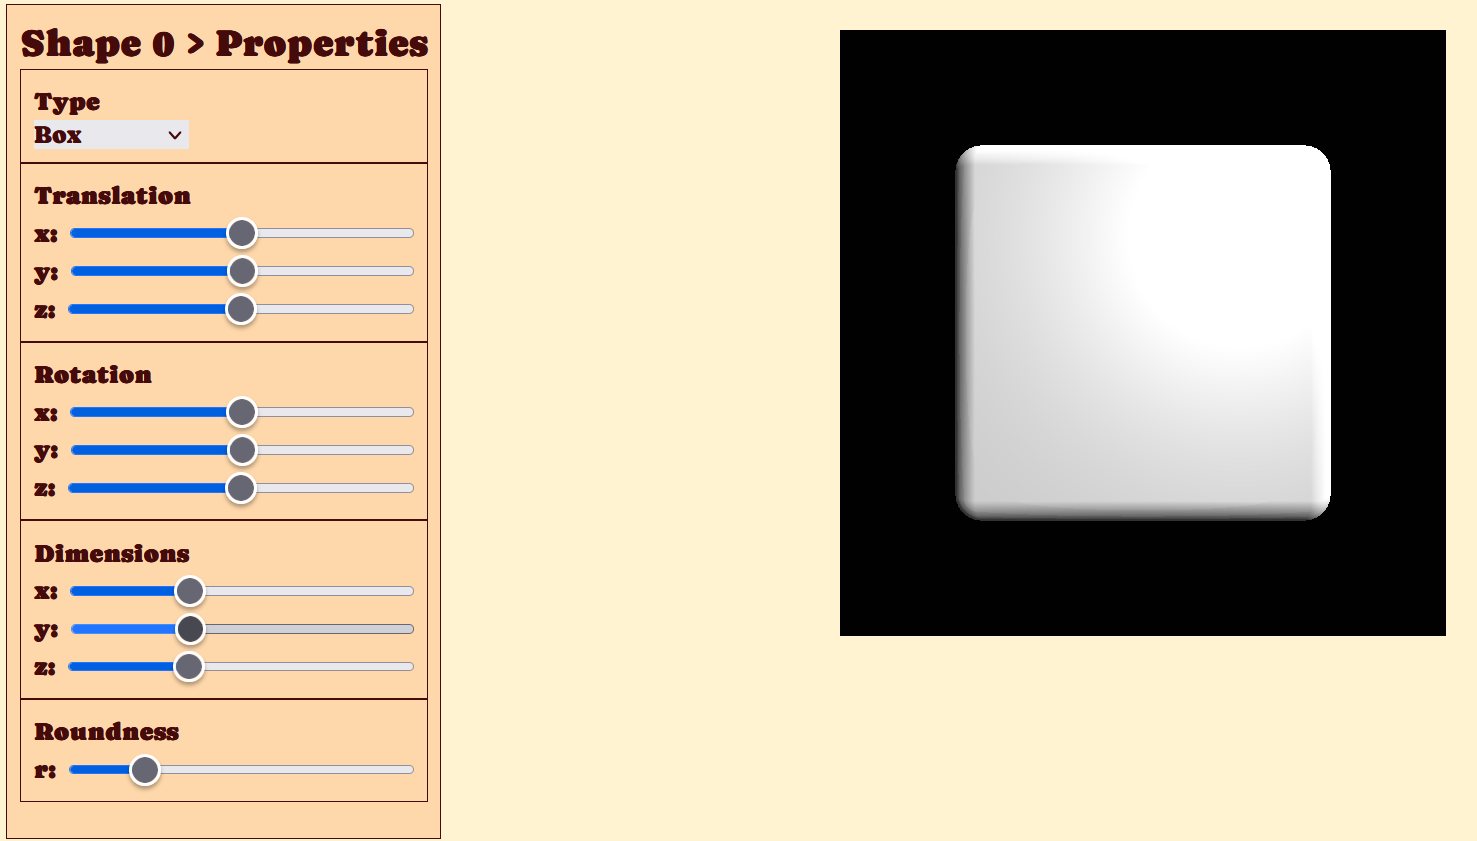 Shape 0 > Properties
Type
Box
Translation
x:
y:
z:
Rotation
x:
y:
z:
Dimensions
x:
y:
z:
Roundness
r: